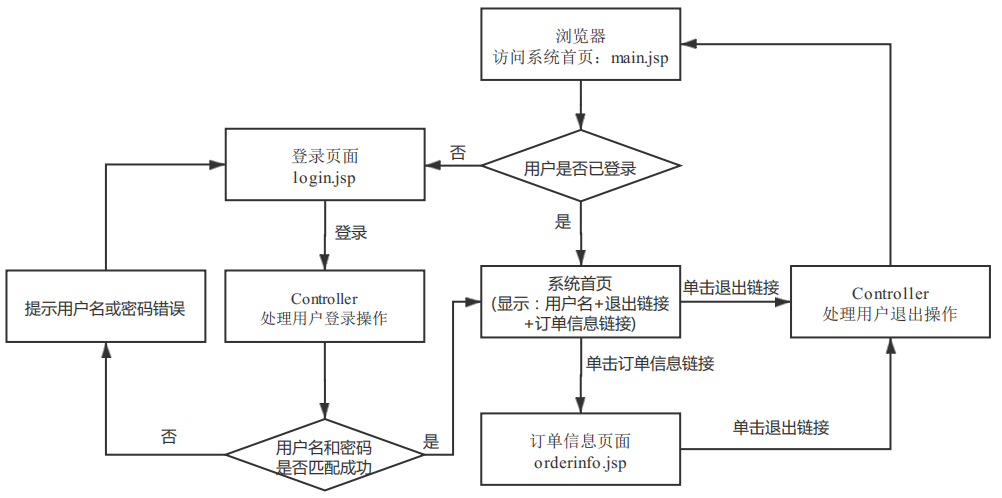 浏览器
访问系统首页：main.jsp
登录页面
login.jsp
否
用户是否已登录
登录
是
提示用户名或密码错误
Controller
处理用户登录操作
系统首页
(显示：用户名+退出链接
+订单信息链接)
单击退出链接
Controller
处理用户退出操作
单击订单信息链接
否
用户名和密码
是否匹配成功
是
订单信息页面
orderinfo.jsp
单击退出链接